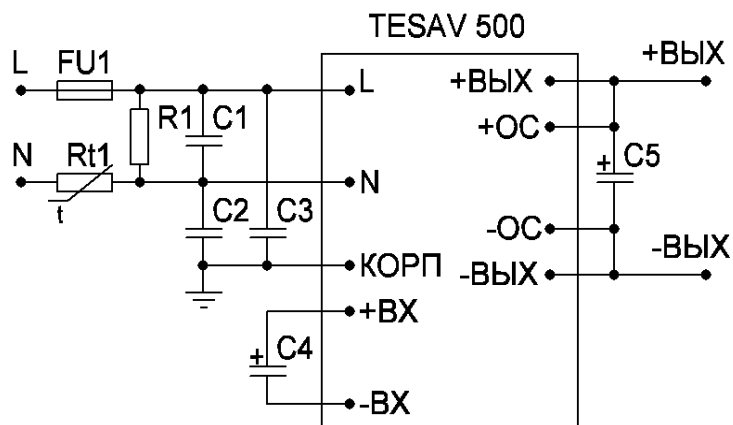 TESAV 500
L FU1 L +ВЫХ +ВЫХ
R1 C1 +ОС
N Rt1 N C5
t
C2 C3 -ОС -ВЫХ
КОРП -ВЫХ
+ВХ
C4
-ВХ